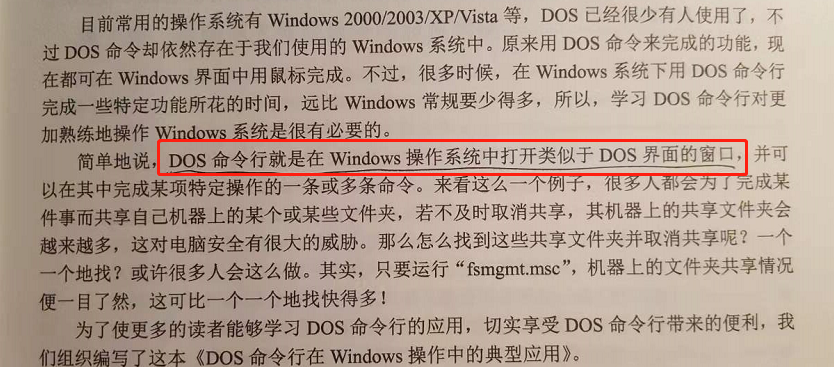 目前常用的操作系统有 Windows 2000/2003/XP/Vista 等，DOS 已经很少有人使用了，不
过 DOS 命令却依然存在于我们使用的 Windows 系统中。原来用 DOS 命令来完成的功能，现
在都可在 Windows 界面中用鼠标完成。不过，很多时候，在 Windows 系统下用 DOS 命令行
完成一些特定功能所花的时间，远比 Windows 常规要少得多，所以，学习 DOS 命令行对更
加熟练地操作 Windows 系统是很有必要的。
简单地说，DOS 命令行就是在 Windows 操作系统中打开类似于 DOS 界面的窗口，并可
以在其中完成某项特定操作的一条或多条命令。来看这么一个例子，很多人都会为了完成某
件事而共享自己机器上的某个或某些文件夹，若不及时取消共享，其机器上的共享文件夹会
越来越多，这对电脑安全有很大的威胁。那么怎么找到这些共享文件夹并取消共享呢？一个
一个地找？或许很多人会这么做。其实，只要运行“fsmgmt.msc”，机器上的文件夹共享情况
便一目了然，这可比一个一个地找快得多！
为了使更多的读者能够学习 DOS 命令行的应用，切实享受 DOS 命令行带来的便利，我
们组织编写了这本《DOS 命令行在 Windows 操作中的典型应用》。